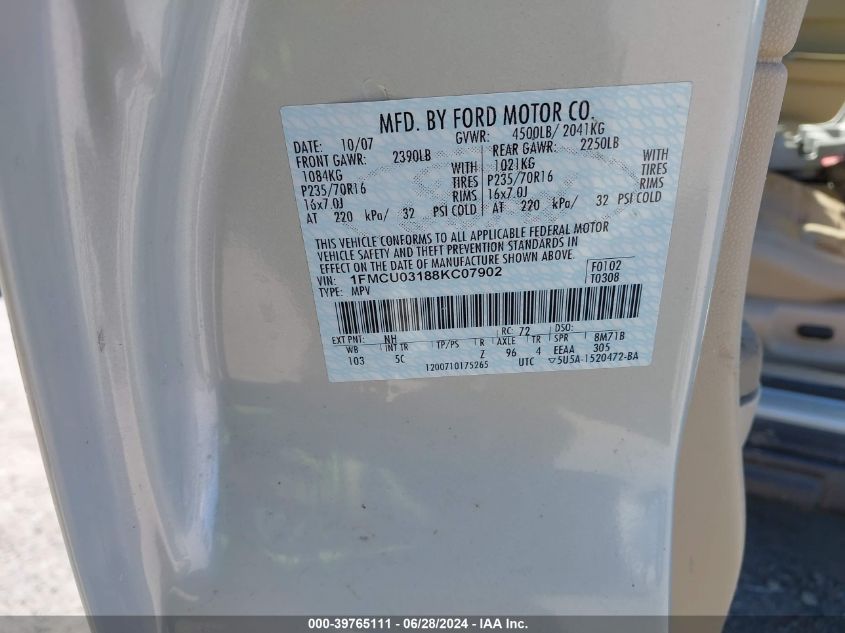 MFD. BY FORD MOTOR CO.
DATE: 10/07 GVWR: 4500LB/ 2041KG
FRONT GAWR: 2390LB REAR GAWR: 2250LB
1084KG WITH 1021KG WITH
P235/70R16 TIRES P235/70R16 TIRES
16x7.0J RIMS 16x7.0J RIMS
AT 220 kPa/ 32 PSI COLD AT 220 kPa/ 32 PSI COLD
THIS VEHICLE CONFORMS TO ALL APPLICABLE FEDERAL MOTOR
VEHICLE SAFETY AND THEFT PREVENTION STANDARDS IN
EFFECT ON THE DATE OF MANUFACTURE SHOWN ABOVE.
VIN: 1FMCU03188KC07902 F0102
TYPE: MPV T0308
EXT PNT: NH RC: 72 DSO:
WB INT TR TP/PS R AXLE TR SPR 8M71B
103 5C Z 96 4 EEAA 305
1200710175265 UTC ▽5U5A-1520472-BA
000-39765111 - 06/28/2024 - IAA Inc.